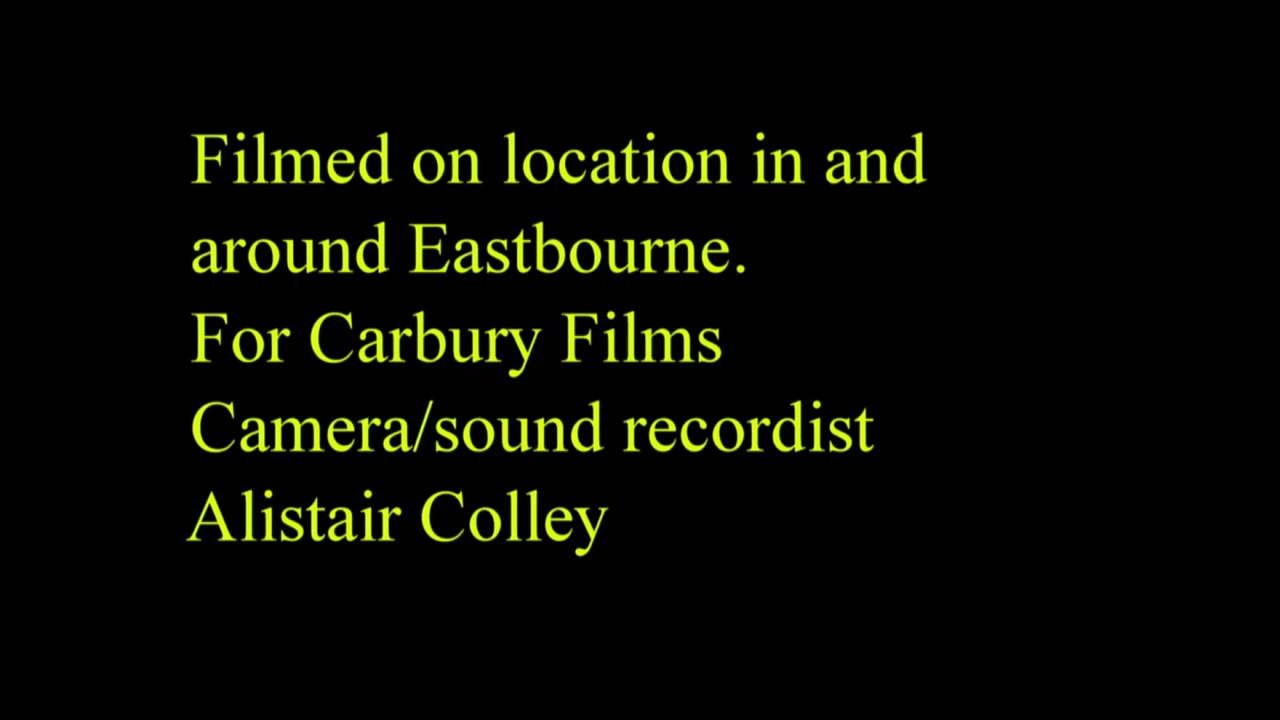 Filmed on location in and
around Eastbourne.
For Carbury Films
Camera/sound recordist
Alistair Colley